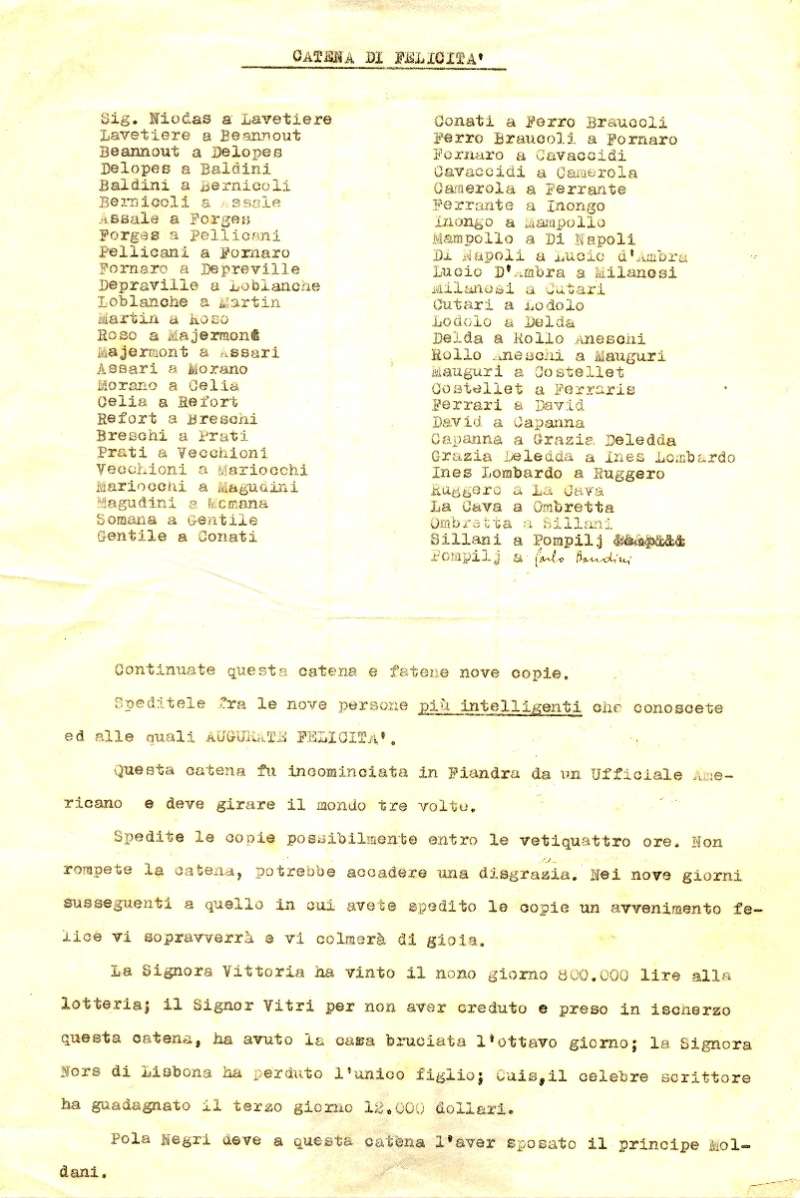 CATENA DI FELICITA'
Sig. Niodas a Lavetiere
Lavetiere a Beannout
Beannout a Delopes
Delopes a Baldini
Baldini a Bernicoli
Bernicoli a Assale
Assale a Forges
Forges a Pellicani
Pellicani a Fornaro
Fornaro a Depreville
Depraville a Loblanche
Loblanche a Martin
Martin a Roso
Roso a Majermont
Majermont a Assari
Assari a Morano
Morano a Celia
Celia a Refort
Refort a Breschi
Breschi a Prati
Prati a Vecchioni
Vecchioni a Mariocchi
Mariocchi a Magudini
Magudini a
Somana a Gentile
Gentile a Conati
Conati a Ferro Braucoli
Ferro Braucoli a Fornaro
Fornaro a Cavaccidi
Cavaccidi a Camerola
Camerola a Ferrante
Ferrante a Inongo
Inongo a Mampollo
Mampollo a Di Napoli
Di Napoli a Lucio d'Ambra
Lucio D'Ambra a Milanosi
Milanosi a Cutari
Cutari a Lodolo
Lodolo a Delda
Delda a Rollo Aneschi
Rollo Aneschi a Mauguri
Mauguri a Costellet
Costellet a Ferraris
Ferrari a David
David a Capanna
Capanna a Grazia Deledda
Grazia Deledda a Ines Lombardo
Ines Lombardo a Ruggero
Ruggero a La Cava
La Cava a Ombretta
Ombretta a Sillani
Sillani a Pompilj
Pompilj a Carlo Bandini
Continuate questa catena e fatene nove copie.
Speditele fra le nove persone più intelligenti che conoscete
ed alle quali AUGURATE FELICITA'.
Questa catena fu incominciata in Fiandra da un Ufficiale Ame-
ricano e deve girare il mondo tre volte.
Spedite le copie possibilmente entro le vetiquattro ore. Non
rompete la catena, potrebbe accadere una disgrazia. Nei nove giorni
susseguenti a quello in cui avete spedito le copie un avvenimento fe-
lice vi sopravverrà e vi colmerà di gioia.
La Signora Vittoria ha vinto il nono giorno 800.000 lire alla
lotteria; il Signor Vitri per non aver creduto e preso in ischerzo
questa catena, ha avuto la casa bruciata l'ottavo giorno; la Signora
Nors di Lisbona ha perduto l'unico figlio; Cuis,il celebre scrittore
ha guadagnato il terzo giorno 12.000 dollari.
Pola Negri deve a questa catena l'aver sposato il principe Mol-
dani.